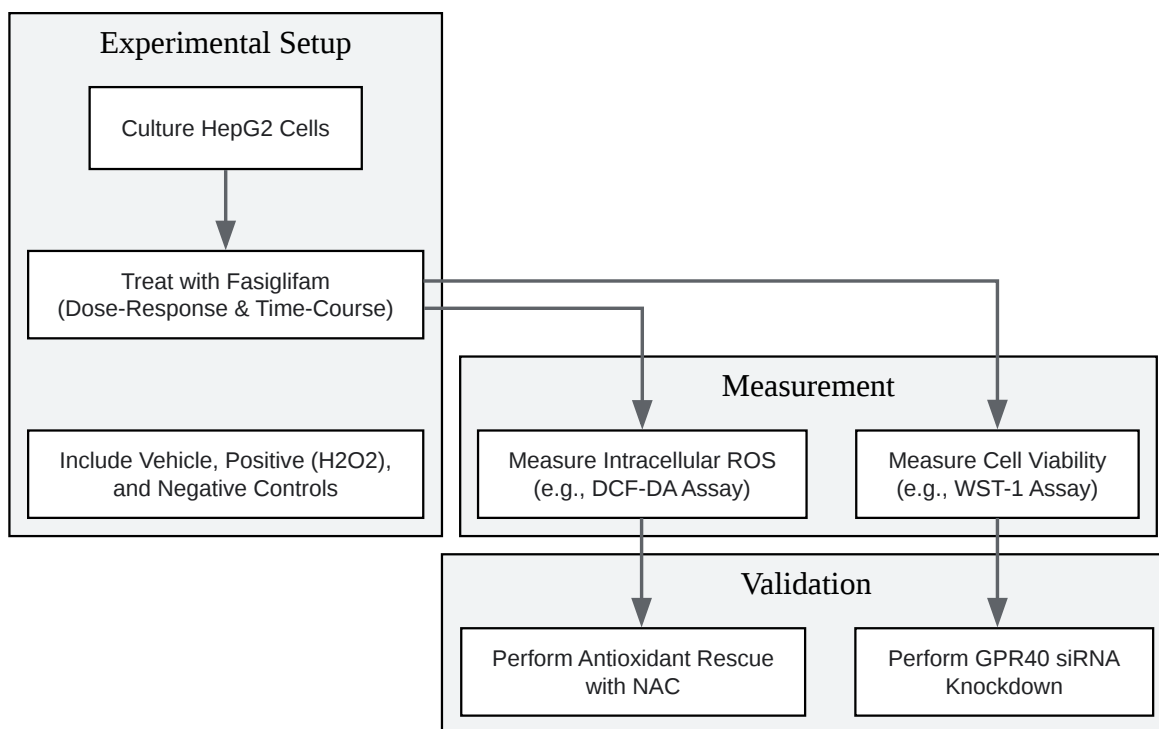 Experimental Setup
Culture HepG2 Cells
Treat with Fasiglifam
(Dose-Response & Time-Course)
Include Vehicle, Positive (H2O2),
and Negative Controls
Measurement
Measure Intracellular ROS
(e.g., DCF-DA Assay)
Measure Cell Viability
(e.g., WST-1 Assay)
Validation
Perform Antioxidant Rescue
with NAC
Perform GPR40 siRNA
Knockdown